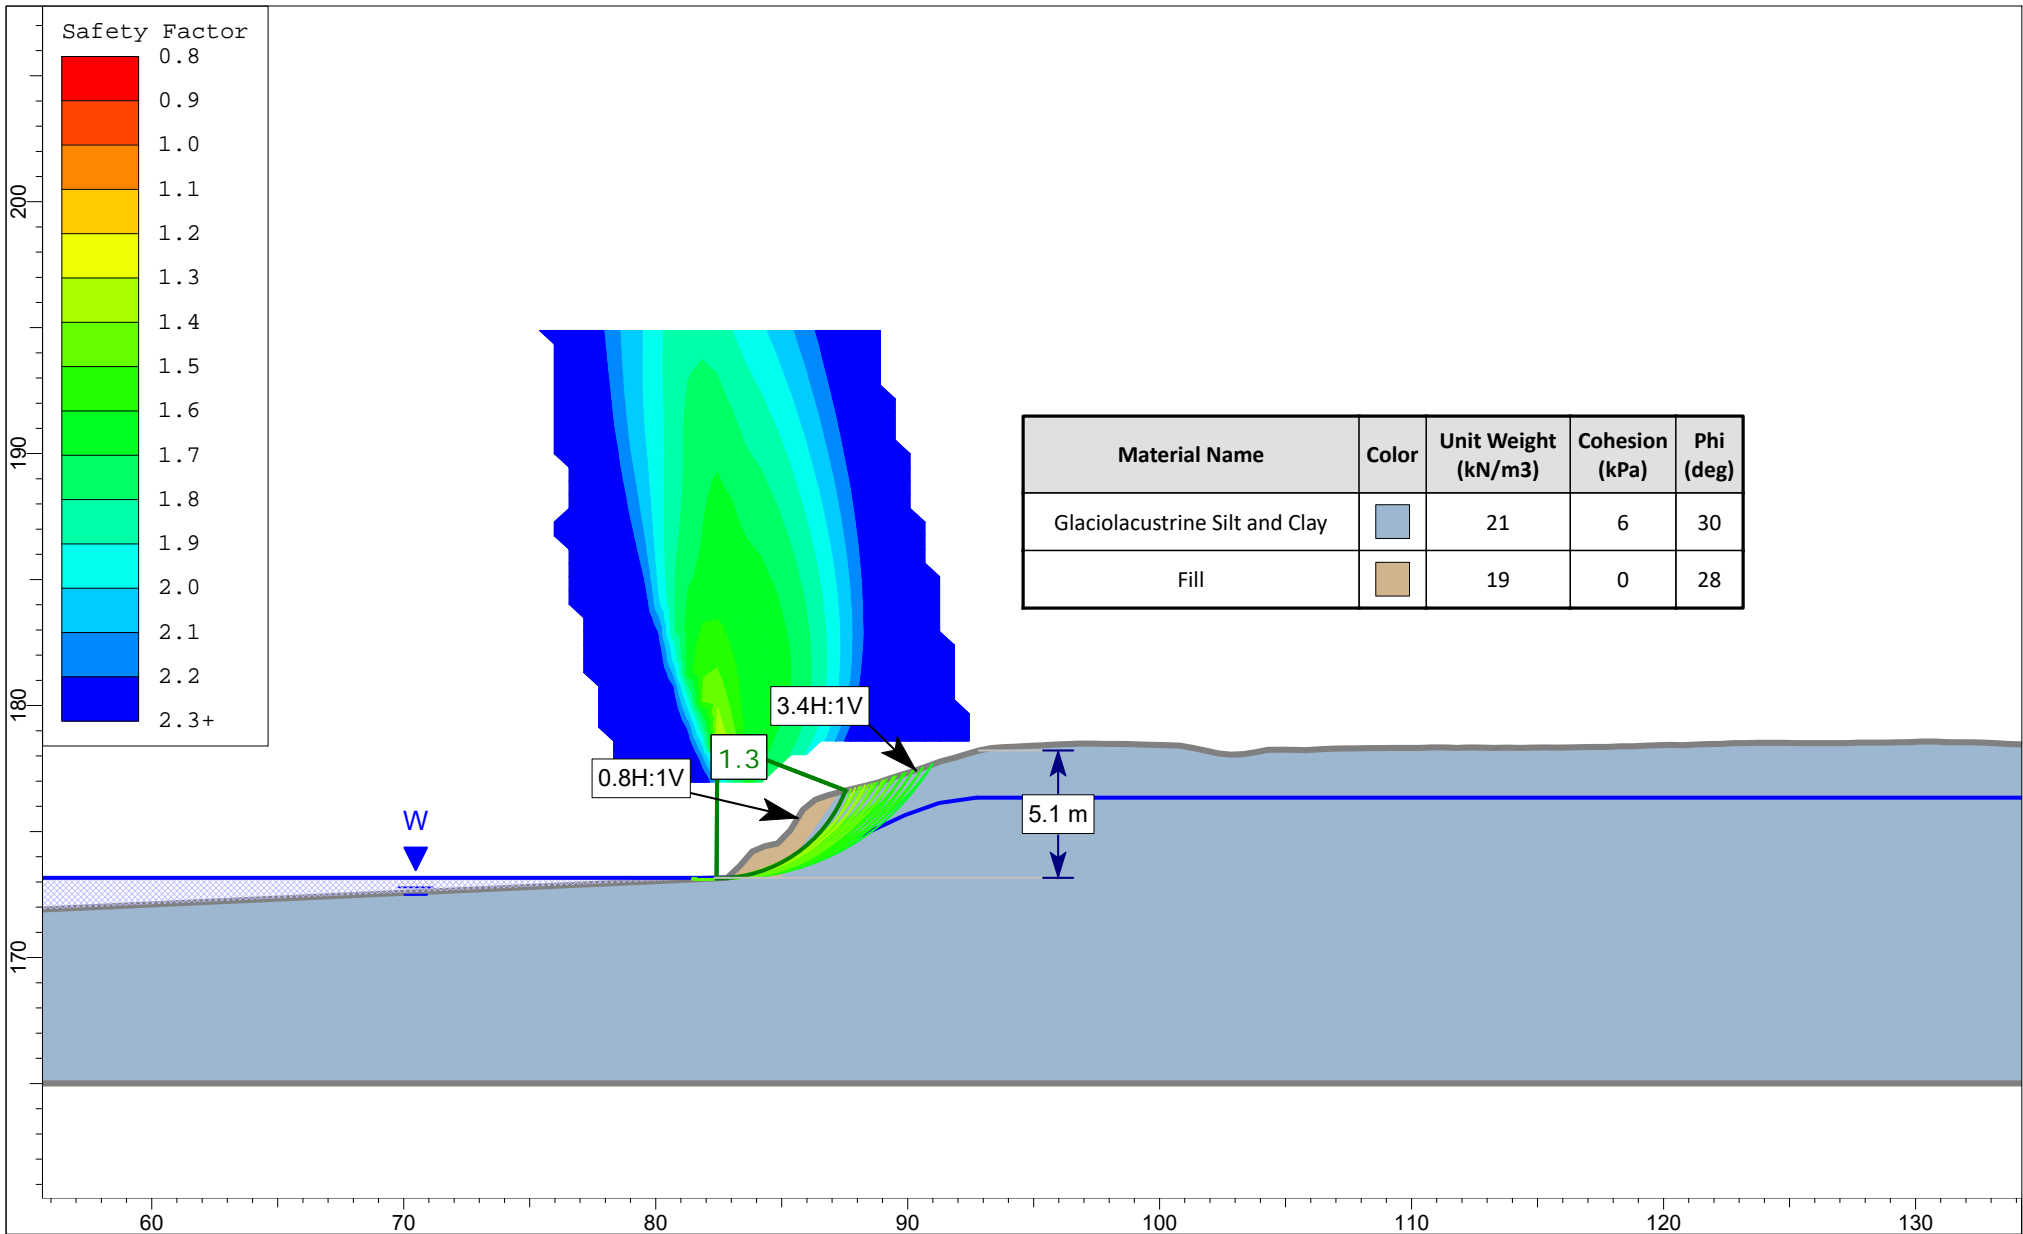 Safety Factor
0.8
0.9
1.0
1.1
1.2
1.3
1.4
1.5
1.6
1.7
1.8
1.9
2.0
2.1
2.2
2.3+
200
190
180
170
Material Name Color Unit Weight (kN/m3) Cohesion (kPa) Phi (deg)
Glaciolacustrine Silt and Clay 21 6 30
Fill 19 0 28
3.4H:1V
1.3
0.8H:1V
5.1 m
W
60 70 80 90 100 110 120 130